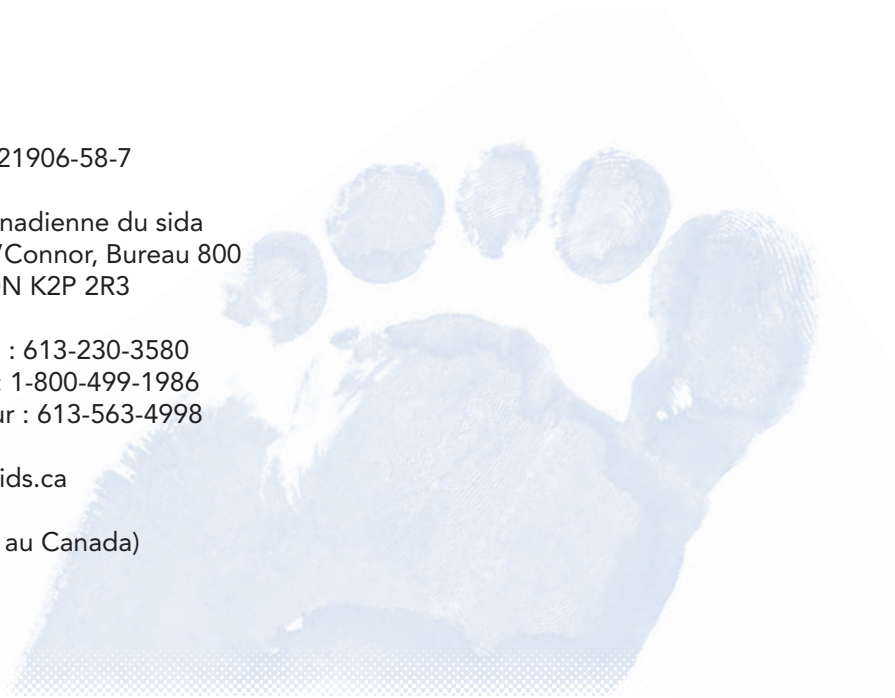 21906-58-7
nadienne du sida
'Connor, Bureau 800
N K2P 2R3
: 613-230-3580
: 1-800-499-1986
ur : 613-563-4998
ids.ca
au Canada)